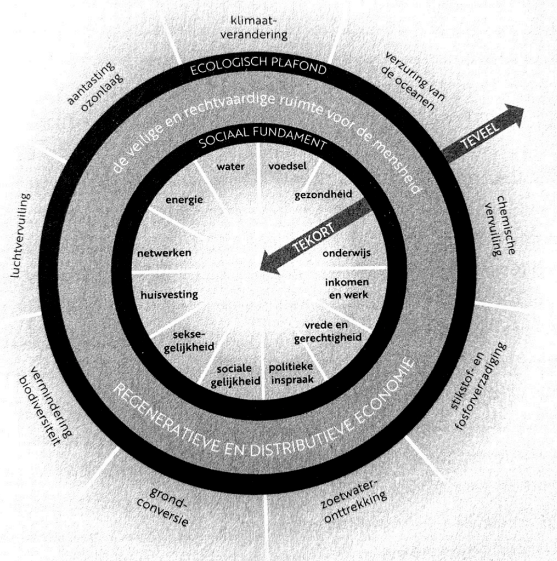 klimaat-
verandering
verzuring van
de oceanen
chemische
vervuiling
stikstof- en
fosforverzadiging
zoetwater-
onttrekking
grond-
conversie
vermindering
biodiversiteit
luchtvervuiling
aantasting
ozonlaag
ECOLOGISCH PLAFOND
de veilige en rechtvaardige ruimte voor de mensheid
SOCIAAL FUNDAMENT
TEVEEL
TEKORT
water
voedsel
gezondheid
onderwijs
inkomen
en werk
vrede en
gerechtigheid
politieke
inspraak
sociale
gelijkheid
sekse-
gelijkheid
huisvesting
netwerken
energie
REGENERATIEVE EN DISTRIBUTIEVE ECONOMIE